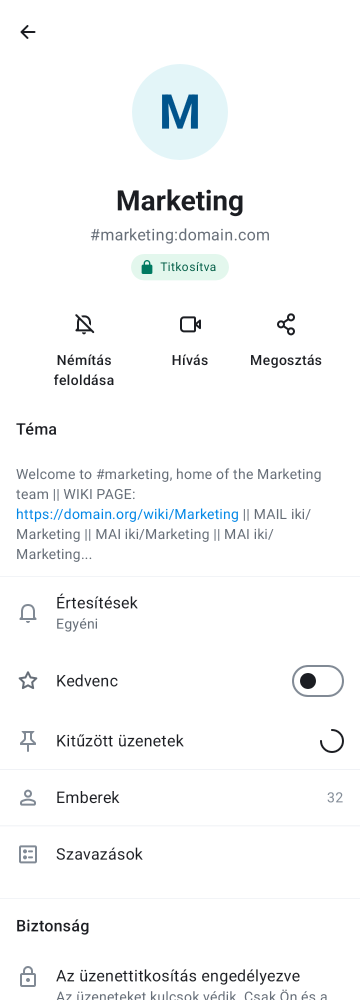 M
Marketing
#marketing:domain.com
Titkosítva
Némítás
feloldása
Hívás
Megosztás
Téma
Welcome to #marketing, home of the Marketing
team || WIKI PAGE:
https://domain.org/wiki/Marketing || MAIL iki/
Marketing || MAI iki/Marketing || MAI iki/
Marketing...
Értesítések
Egyéni
Kedvenc
Kitűzött üzenetek
Emberek
32
Szavazások
Biztonság
Az üzenettitkosítás engedélyezve
Az üzeneteket kulcsok védik. Csak Ön és a